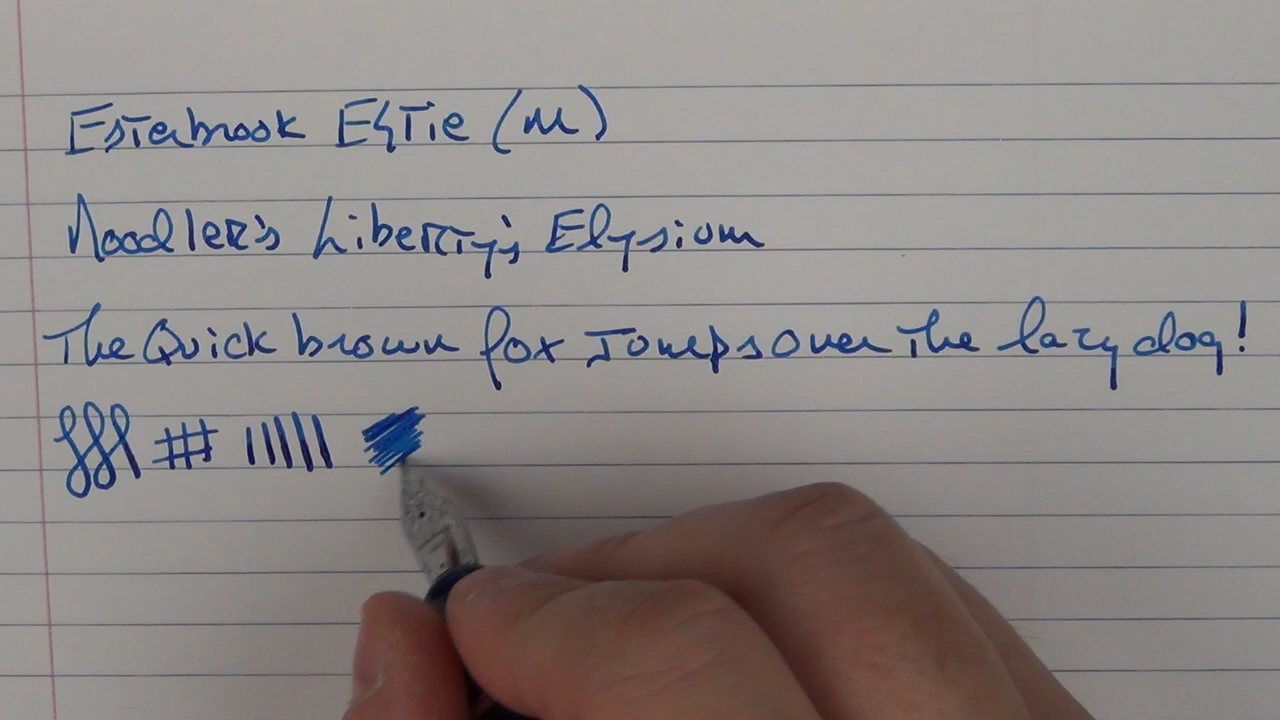 Esterbrook Estie (M)
Noodler's Liberty's Elysium
The Quick brown fox Jumps over The lazy dog!